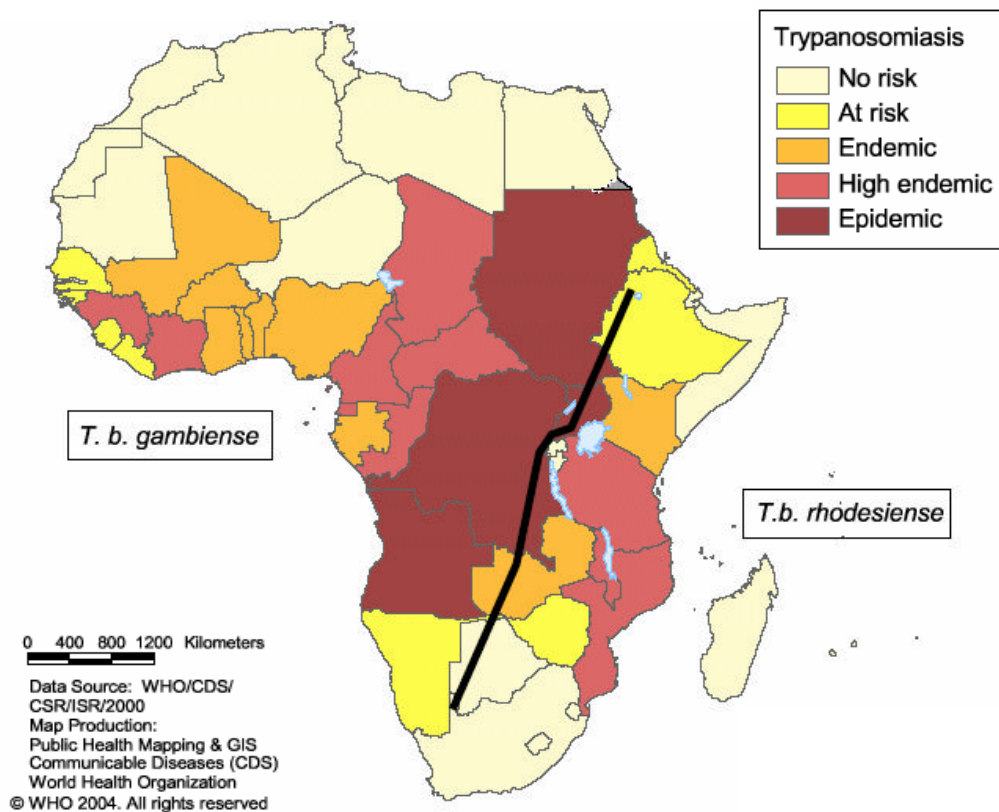 Trypanosomiasis
No risk
At risk
Endemic
High endemic
Epidemic
T. b. gambiense
T.b. rhodesiense
0 400 800 1200 Kilometers
Data Source: WHO/CDS/
CSR/ISR/2000
Map Production:
Public Health Mapping & GIS
Communicable Diseases (CDS)
World Health Organization
© WHO 2004. All rights reserved